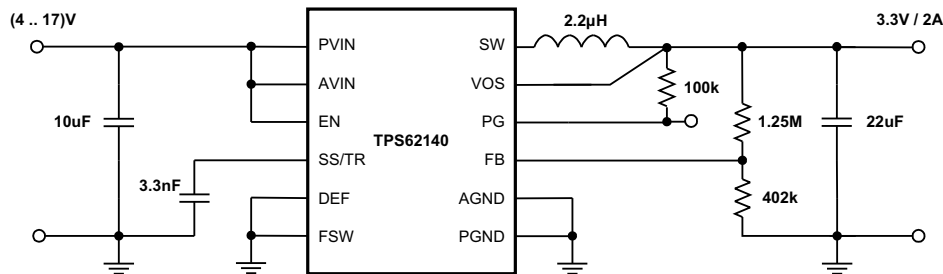 (4 .. 17)V
2.2µH
3.3V / 2A
PVIN
SW
AVIN
VOS
100k
10uF
EN
PG
1.25M
22uF
TPS62140
SS/TR
FB
3.3nF
402k
DEF
AGND
FSW
PGND